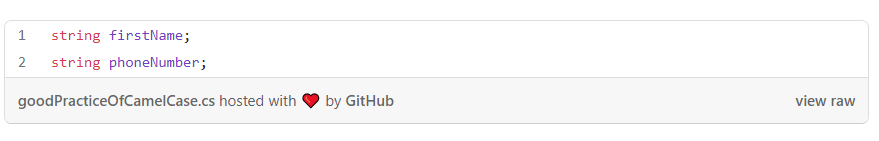 1 string firstName;
2 string phoneNumber;
goodPracticeOfCamelCase.cs hosted with ❤ by GitHub view raw